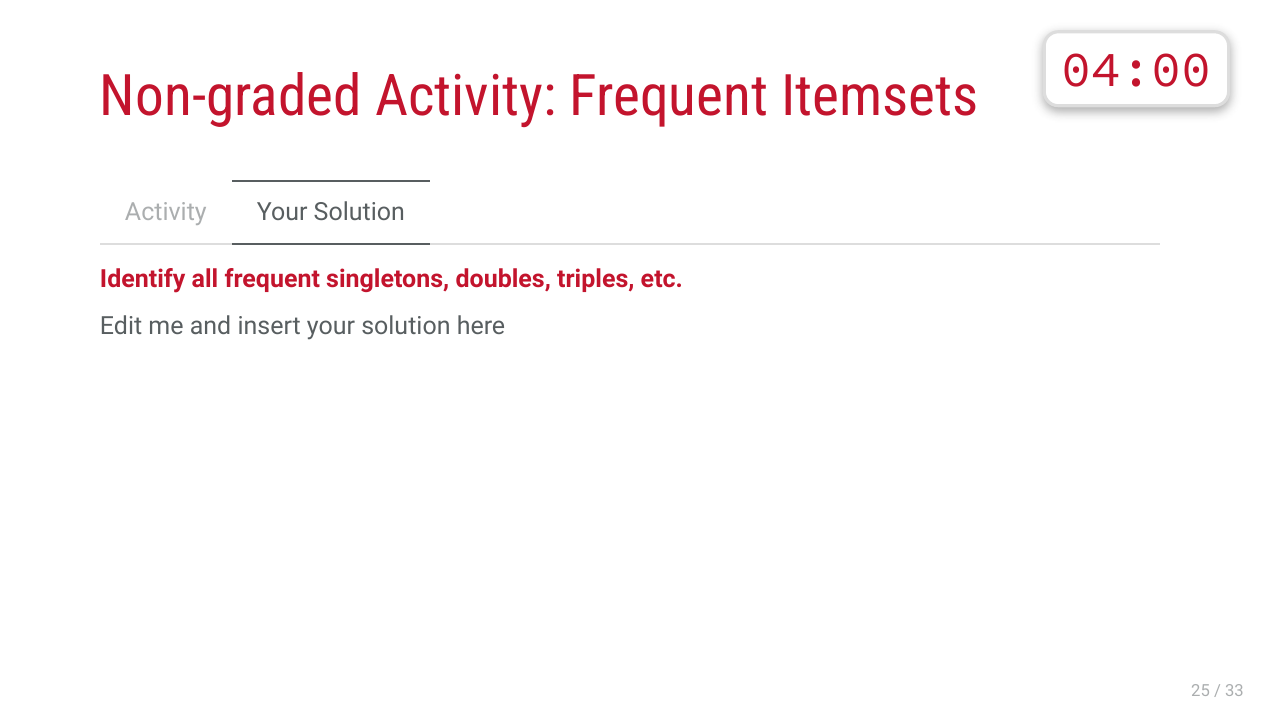 Non-graded Activity: Frequent Itemsets
04:00
Activity
Your Solution
Identify all frequent singletons, doubles, triples, etc.
Edit me and insert your solution here
25 / 33